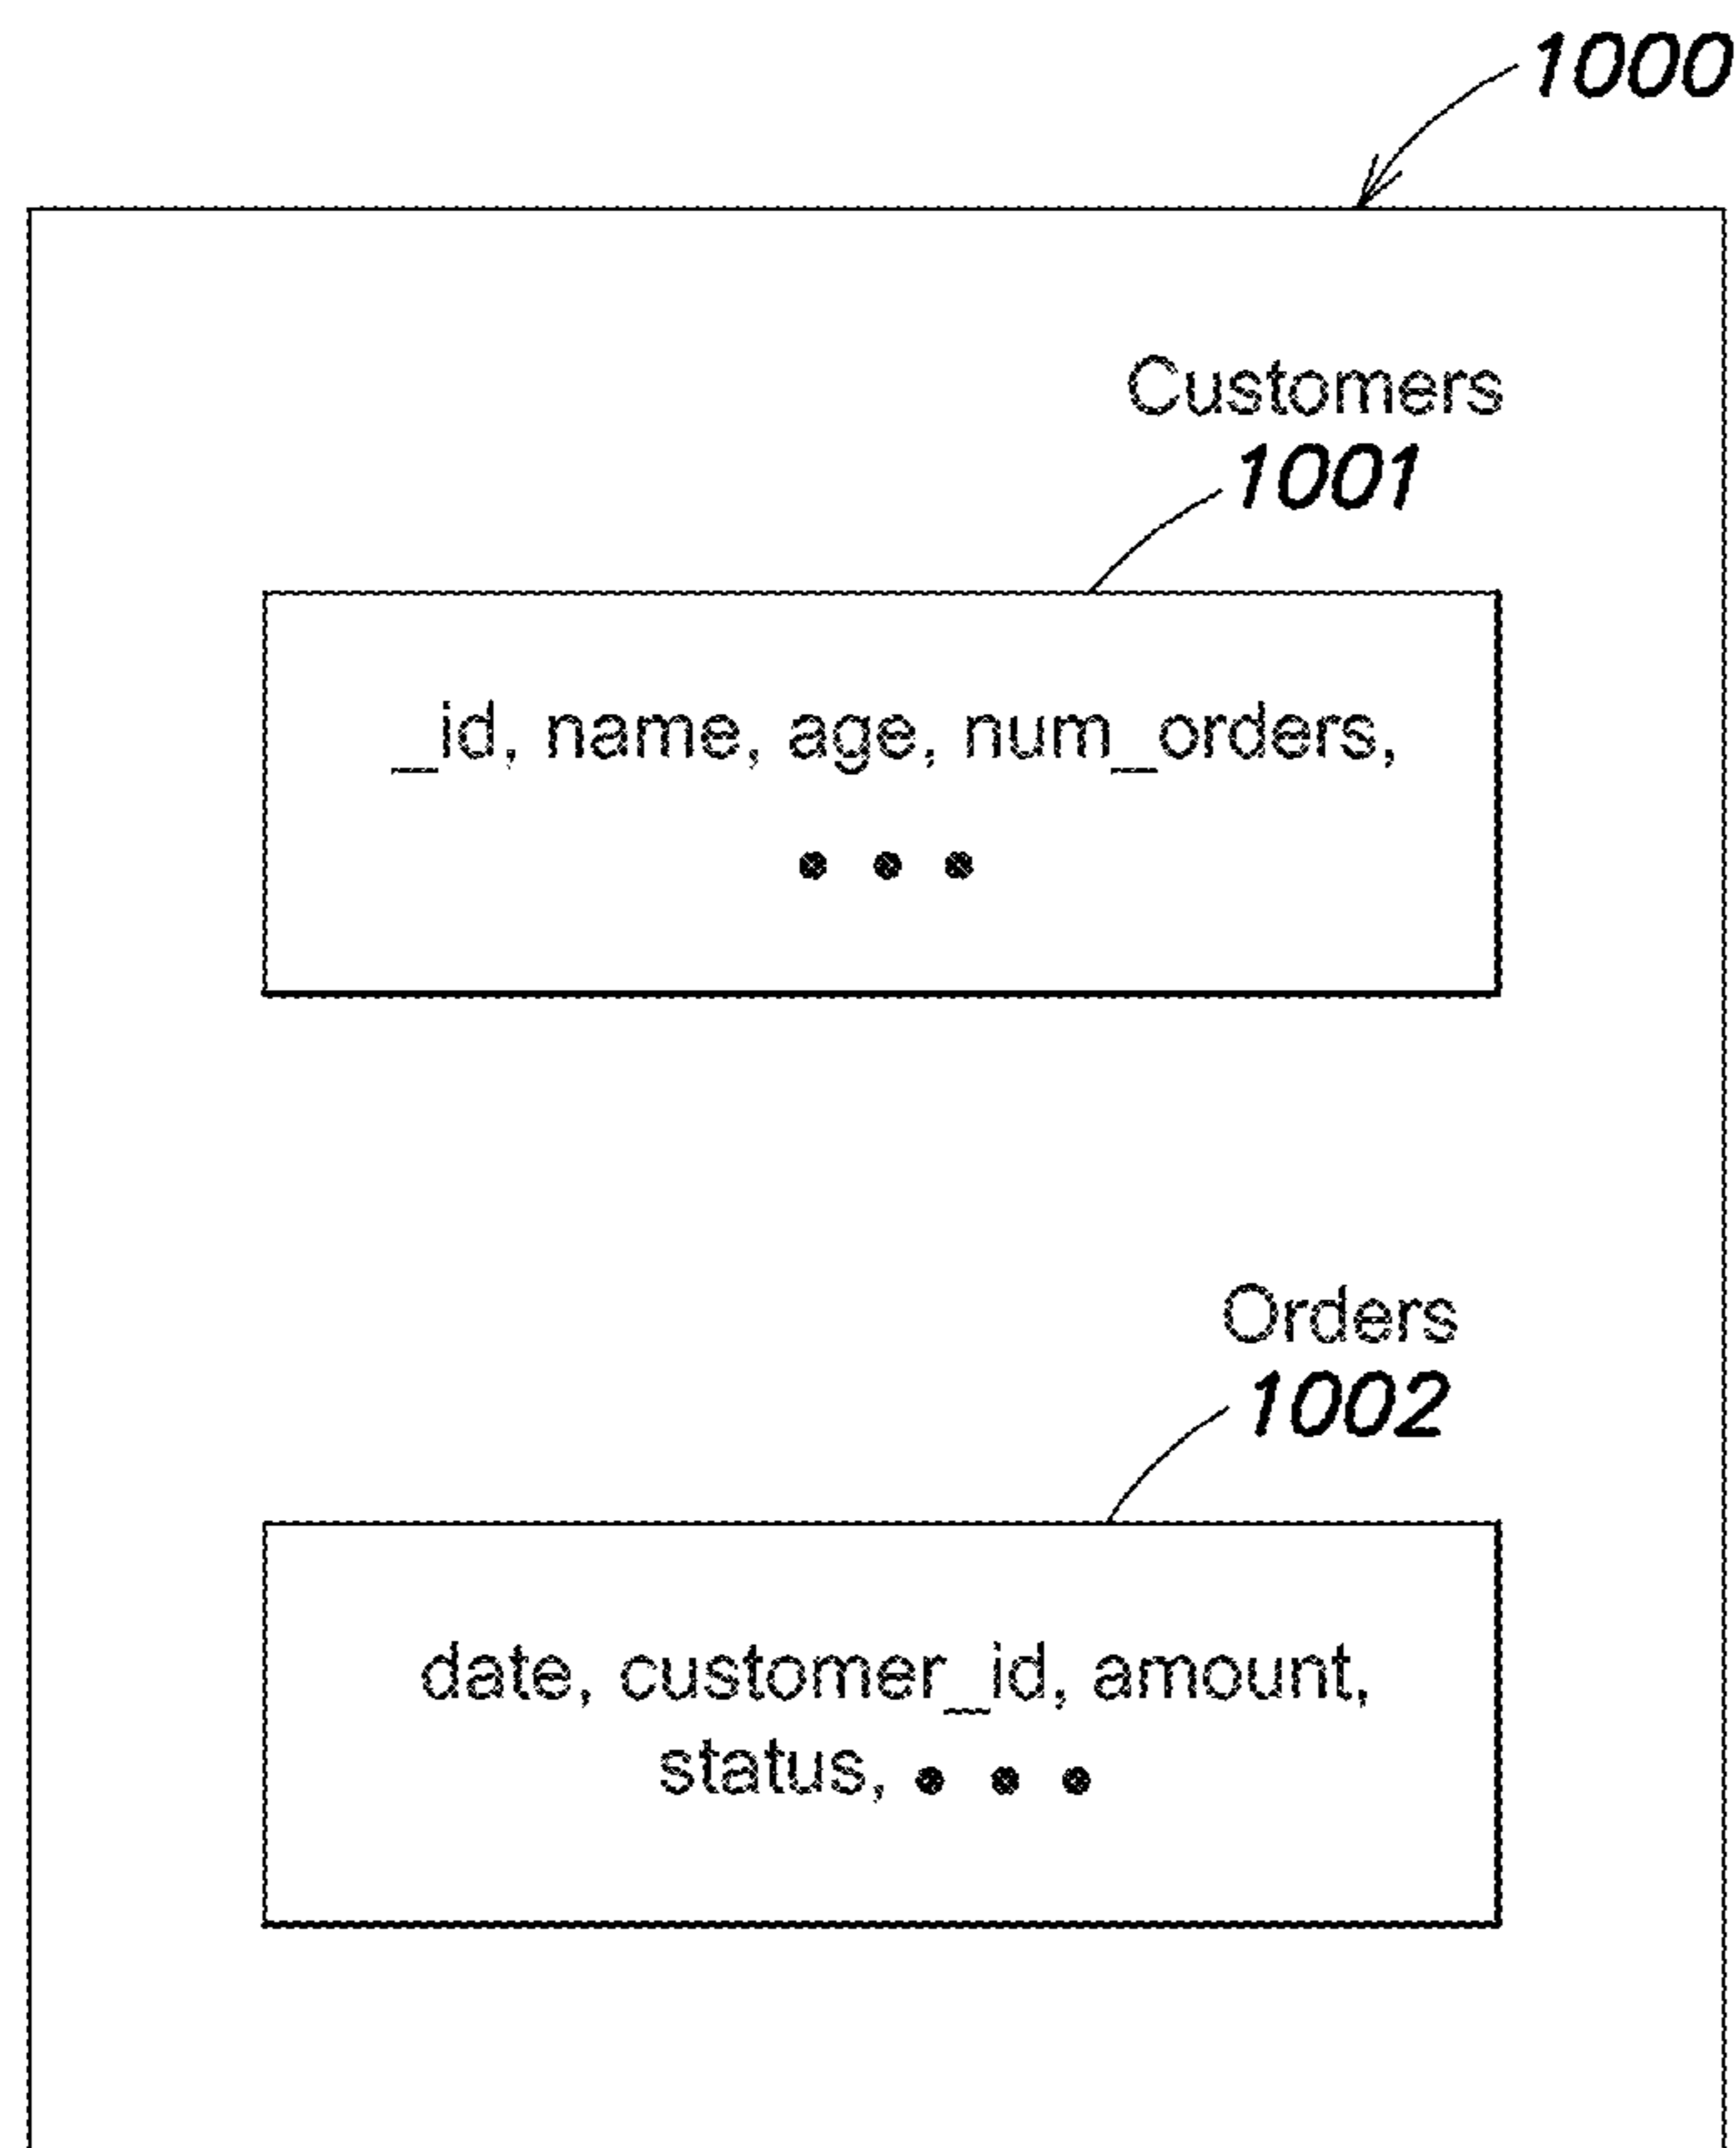 1000
Customers
1001
_id, name, age, num_orders,
• • •
Orders
1002
date, customer_id, amount,
status, • • •